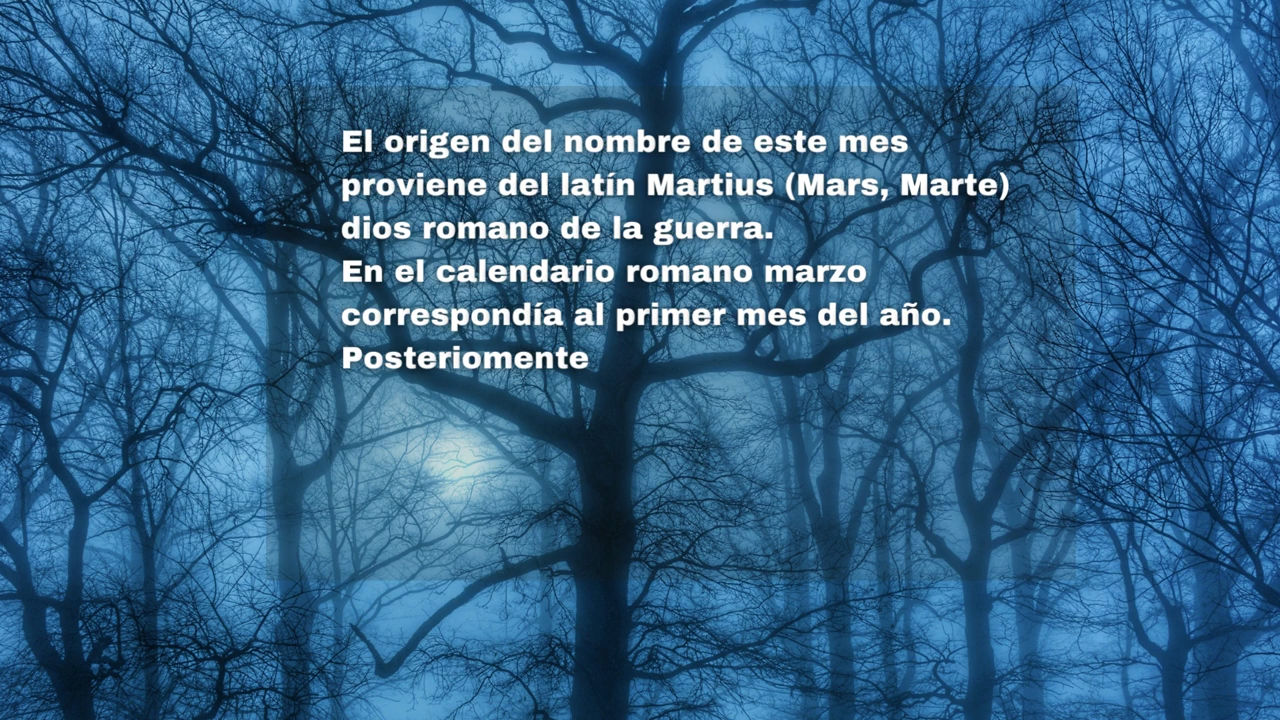 El origen del nombre de este mes
proviene del latín Martius (Mars, Marte)
dios romano de la guerra.
En el calendario romano marzo
correspondía al primer mes del año.
Posteriomente